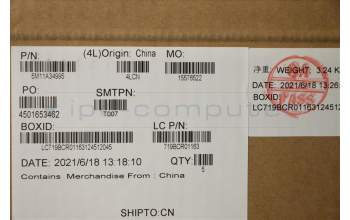 P/N:
(4L)Origin: China
MO:
5M11A34995
4LCN
15578522
PO:
SMTPN:
4501653462
T007
BOXID:
LC P/N:
LC719BCR01163124512045
719BCR01163
DATE: 2021/6/18 13:18:10
QTY:
5
Contains Merchandise From : China
SHIPTO:CN
净重: WEIGHT: 3.24 K
DATE: 2021/6/18 13:26
BOXID:
LC719BCR01163124512
PASS